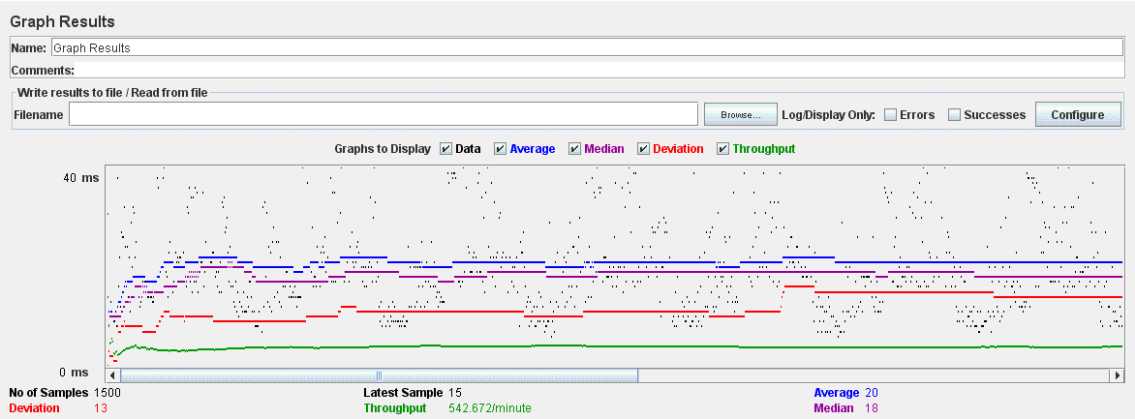 Graph Results
Name: Graph Results
Comments:
Write results to file / Read from file
Filename Browse... Log/Display Only: Errors Successes Configure
Graphs to Display Data Average Median Deviation Throughput
40 ms
0 ms
No of Samples 1500 Latest Sample 15 Average 20
Deviation 13 Throughput 542.672/minute Median 18